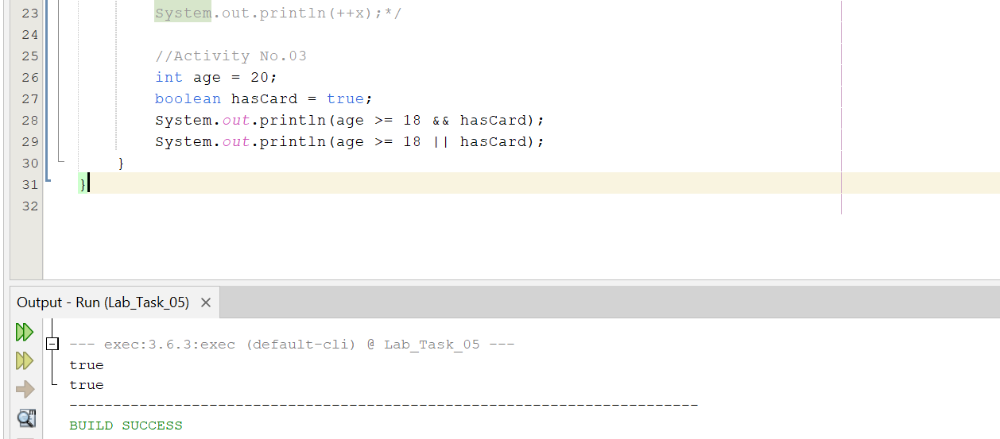 23 System.out.println(++x);*/
24
25 //Activity No.03
26 int age = 20;
27 boolean hasCard = true;
28 System.out.println(age >= 18 && hasCard);
29 System.out.println(age >= 18 || hasCard);
30 }
31 }
32
Output - Run (Lab_Task_05) ×
--- exec:3.6.3:exec (default-cli) @ Lab_Task_05 ---
true
true
------------------------------------------------------------------------
BUILD SUCCESS